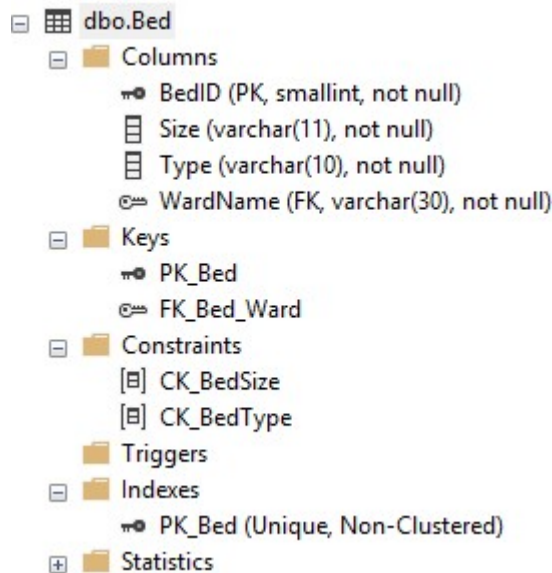 dbo.Bed
Columns
BedID (PK, smallint, not null)
Size (varchar(11), not null)
Type (varchar(10), not null)
WardName (FK, varchar(30), not null)
Keys
PK_Bed
FK_Bed_Ward
Constraints
CK_BedSize
CK_BedType
Triggers
Indexes
PK_Bed (Unique, Non-Clustered)
Statistics